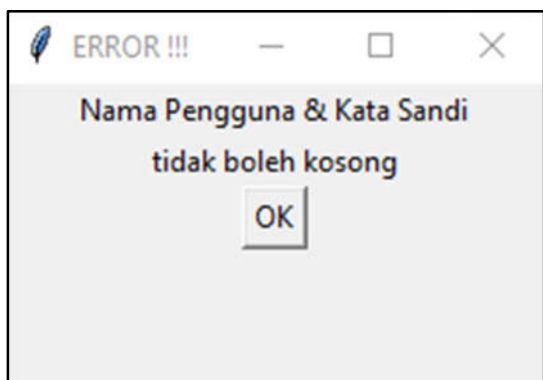 ERROR !!!
Nama Pengguna & Kata Sandi
tidak boleh kosong
OK